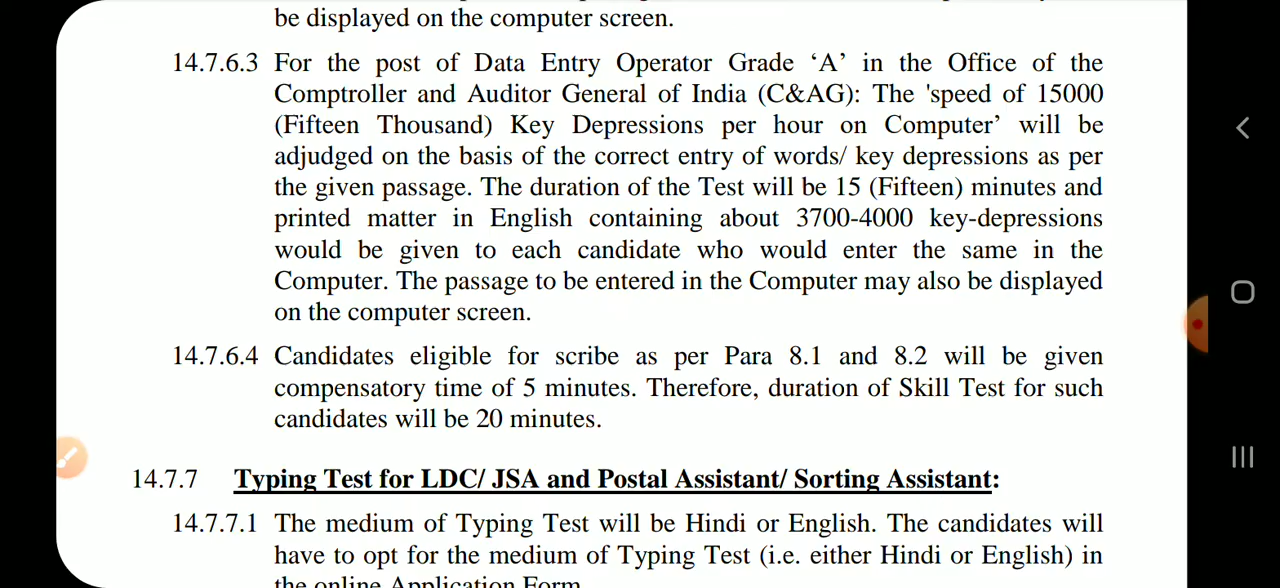 be displayed on the computer screen.
14.7.6.3 For the post of Data Entry Operator Grade ‘A’ in the Office of the
Comptroller and Auditor General of India (C&AG): The 'speed of 15000
(Fifteen Thousand) Key Depressions per hour on Computer’ will be
adjudged on the basis of the correct entry of words/ key depressions as per
the given passage. The duration of the Test will be 15 (Fifteen) minutes and
printed matter in English containing about 3700-4000 key-depressions
would be given to each candidate who would enter the same in the
Computer. The passage to be entered in the Computer may also be displayed
on the computer screen.
14.7.6.4 Candidates eligible for scribe as per Para 8.1 and 8.2 will be given
compensatory time of 5 minutes. Therefore, duration of Skill Test for such
candidates will be 20 minutes.
14.7.7 Typing Test for LDC/ JSA and Postal Assistant/ Sorting Assistant:
14.7.7.1 The medium of Typing Test will be Hindi or English. The candidates will
have to opt for the medium of Typing Test (i.e. either Hindi or English) in
the online Application Form.